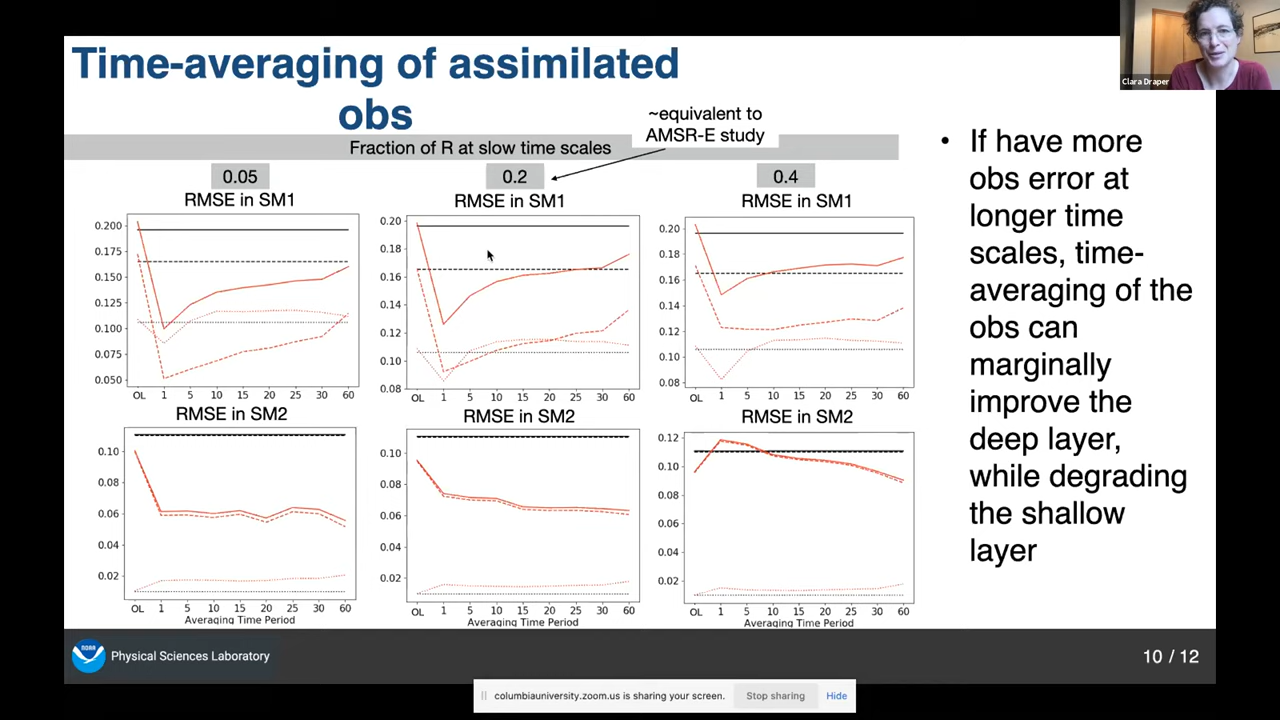 Time-averaging of assimilated
obs
~equivalent to
AMSR-E study
Fraction of R at slow time scales
0.05
0.2
0.4
RMSE in SM1
RMSE in SM1
RMSE in SM1
0.200
0.175
0.150
0.125
0.100
0.075
0.050
OL 1 5 10 15 20 25 30 60
0.20
0.18
0.16
0.14
0.12
0.10
0.08
OL 1 5 10 15 20 25 30 60
0.20
0.18
0.16
0.14
0.12
0.10
0.08
OL 1 5 10 15 20 25 30 60
RMSE in SM2
RMSE in SM2
RMSE in SM2
0.10
0.08
0.06
0.04
0.02
OL 1 5 10 15 20 25 30 60
Averaging Time Period
0.10
0.08
0.06
0.04
0.02
OL 1 5 10 15 20 25 30 60
Averaging Time Period
0.12
0.10
0.08
0.06
0.04
0.02
OL 1 5 10 15 20 25 30 60
Averaging Time Period
• If have more
obs error at
longer time
scales, time-
averaging of the
obs can
marginally
improve the
deep layer,
while degrading
the shallow
layer
Clara Draper
NOAA
Physical Sciences Laboratory
10 / 12
columbiauniversity.zoom.us is sharing your screen.
Stop sharing
Hide